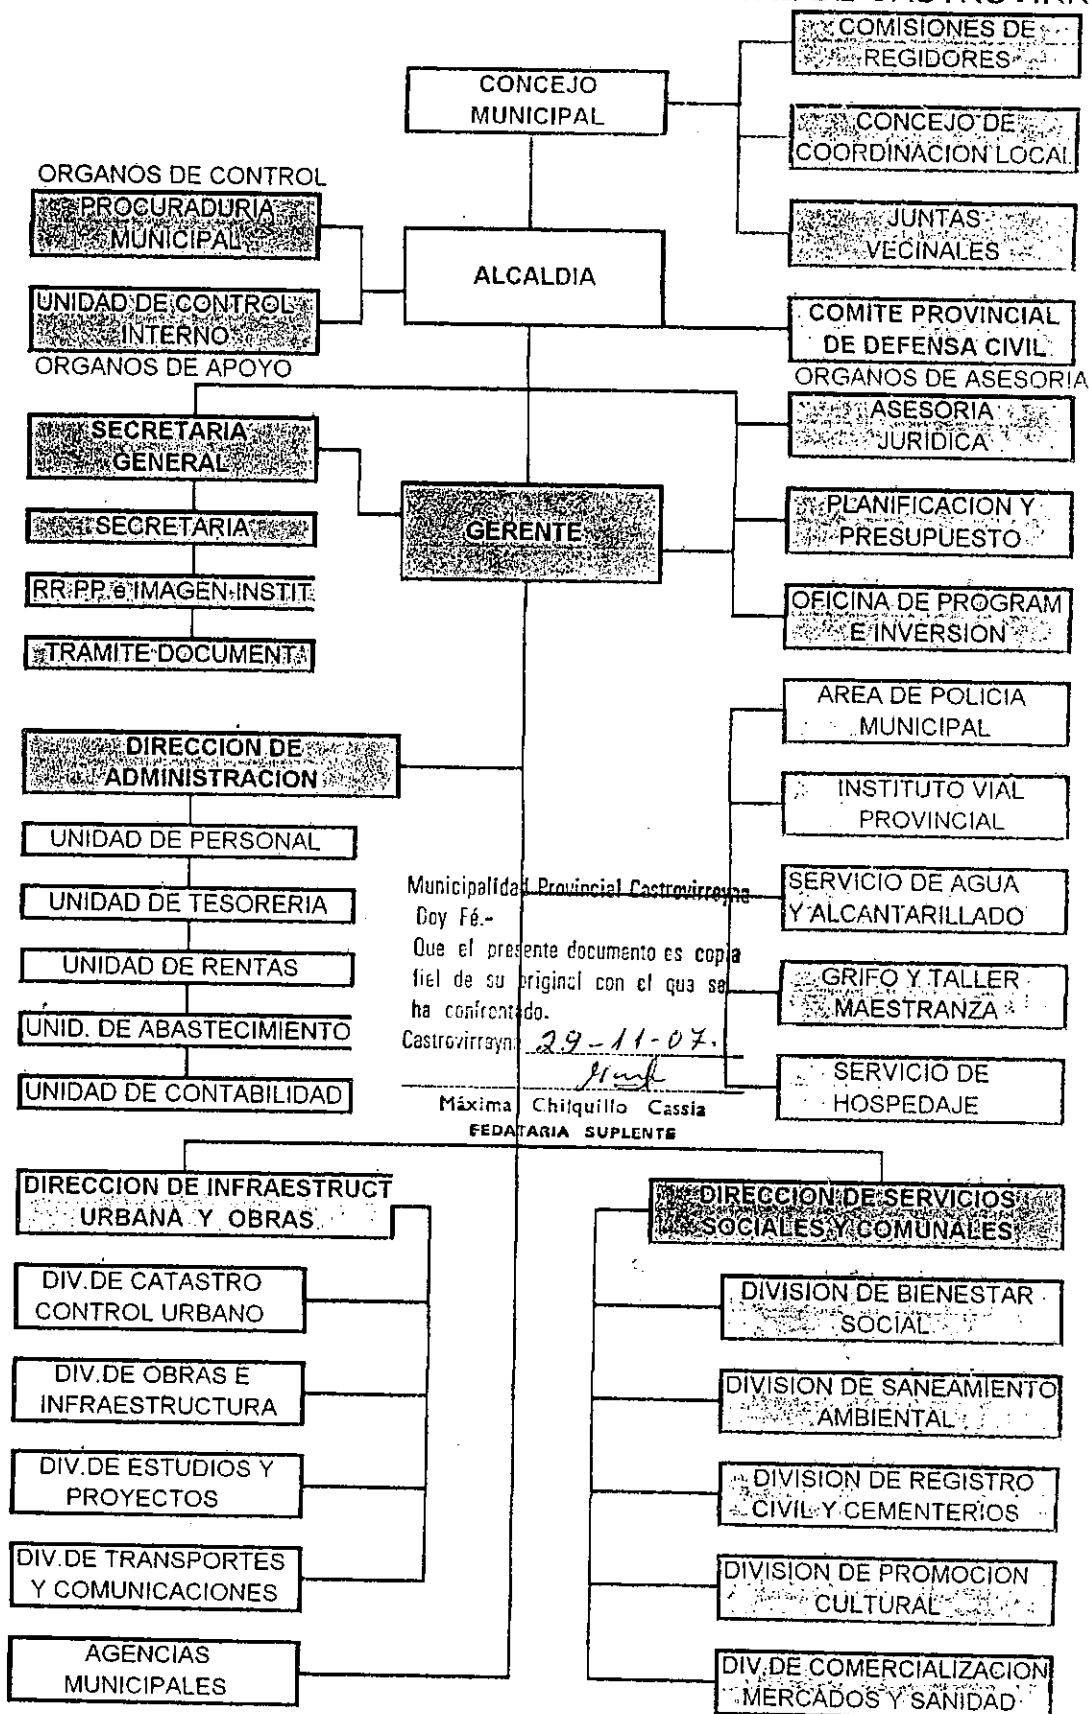 COMISIONES DE
REGIDORES
CONCEJO
MUNICIPAL
CONCEJO DE
COORDINACION LOCAL
ORGANOS DE CONTROL
PROCURADURIA
MUNICIPAL
JUNTAS
VECINALES
ALCALDIA
UNIDAD DE CONTROL
INTERNO
COMITE PROVINCIAL
DE DEFENSA CIVIL
ORGANOS DE APOYO
ORGANOS DE ASESORIA
SECRETARIA
GENERAL
ASESORIA
JURIDICA
GERENTE
SECRETARIA
PLANIFICACION Y
PRESUPUESTO
RR.PP. e IMAGEN INSTIT.
OFICINA DE PROGRAM
E INVERSION
TRAMITE DOCUMENTA
AREA DE POLICIA
MUNICIPAL
DIRECCION DE
ADMINISTRACION
INSTITUTO VIAL
PROVINCIAL
UNIDAD DE PERSONAL
UNIDAD DE TESORERIA
UNIDAD DE RENTAS
UNID. DE ABASTECIMIENTO
UNIDAD DE CONTABILIDAD
Municipalidad Provincial Castrovirreyna
Doy Fé.-
Que el presente documento es copia
fiel de su original con el que se
ha confrontado.
Castrovirreyn 29-11-07.
Máxima Chilquillo Cassia
FEDATARIA SUPLENTE
SERVICIO DE AGUA
Y ALCANTARILLADO
GRIFO Y TALLER
MAESTRANZA
SERVICIO DE
HOSPEDAJE
DIRECCION DE INFRAESTRUCT
URBANA Y OBRAS
DIV.DE CATASTRO
CONTROL URBANO
DIV.DE OBRAS E
INFRAESTRUCTURA
DIV.DE ESTUDIOS Y
PROYECTOS
DIV.DE TRANSPORTES
Y COMUNICACIONES
AGENCIAS
MUNICIPALES
DIRECCION DE SERVICIOS
SOCIALES Y COMUNALES
DIVISION DE BIENESTAR
SOCIAL
DIVISION DE SANEAMIENTO
AMBIENTAL
DIVISION DE REGISTRO
CIVIL Y CEMENTERIOS
DIVISION DE PROMOCION
CULTURAL
DIV.DE COMERCIALIZACION
MERCADOS Y SANIDAD